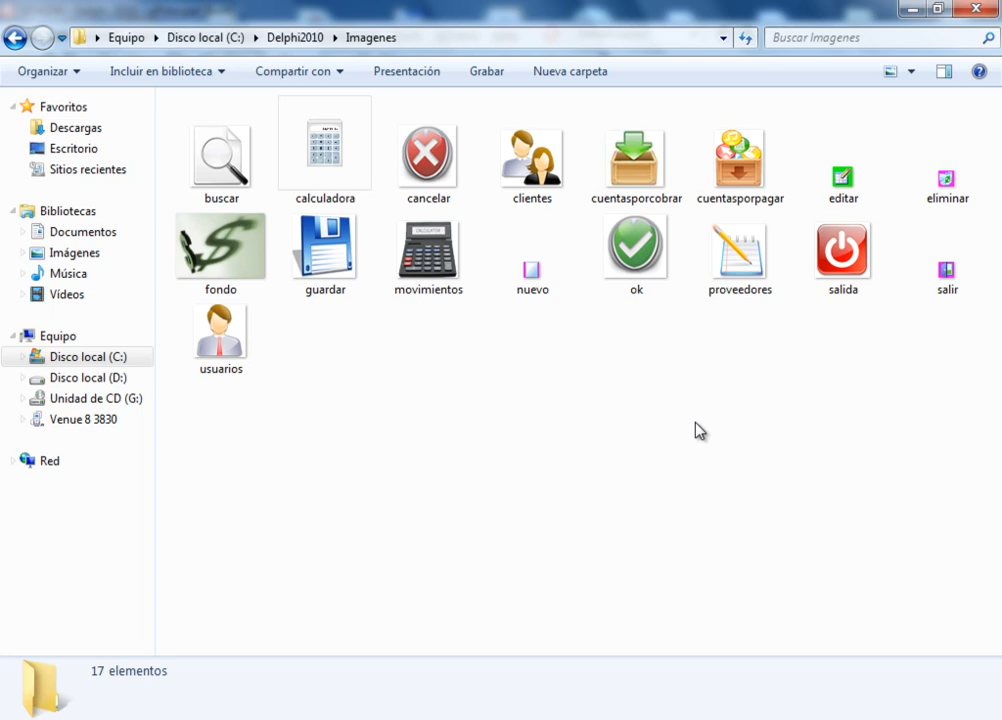 Equipo ▸ Disco local (C:) ▸ Delphi2010 ▸ Imagenes
Buscar Imagenes
Organizar Incluir en biblioteca Compartir con Presentación Grabar Nueva carpeta
Favoritos
Descargas
Escritorio
Sitios recientes
Bibliotecas
Documentos
Imágenes
Música
Vídeos
Equipo
Disco local (C:)
Disco local (D:)
Unidad de CD (G:)
Venue 8 3830
Red
buscar calculadora cancelar clientes cuentasporcobrar cuentasporpagar editar eliminar
fondo guardar movimientos nuevo ok proveedores salida salir
usuarios
17 elementos